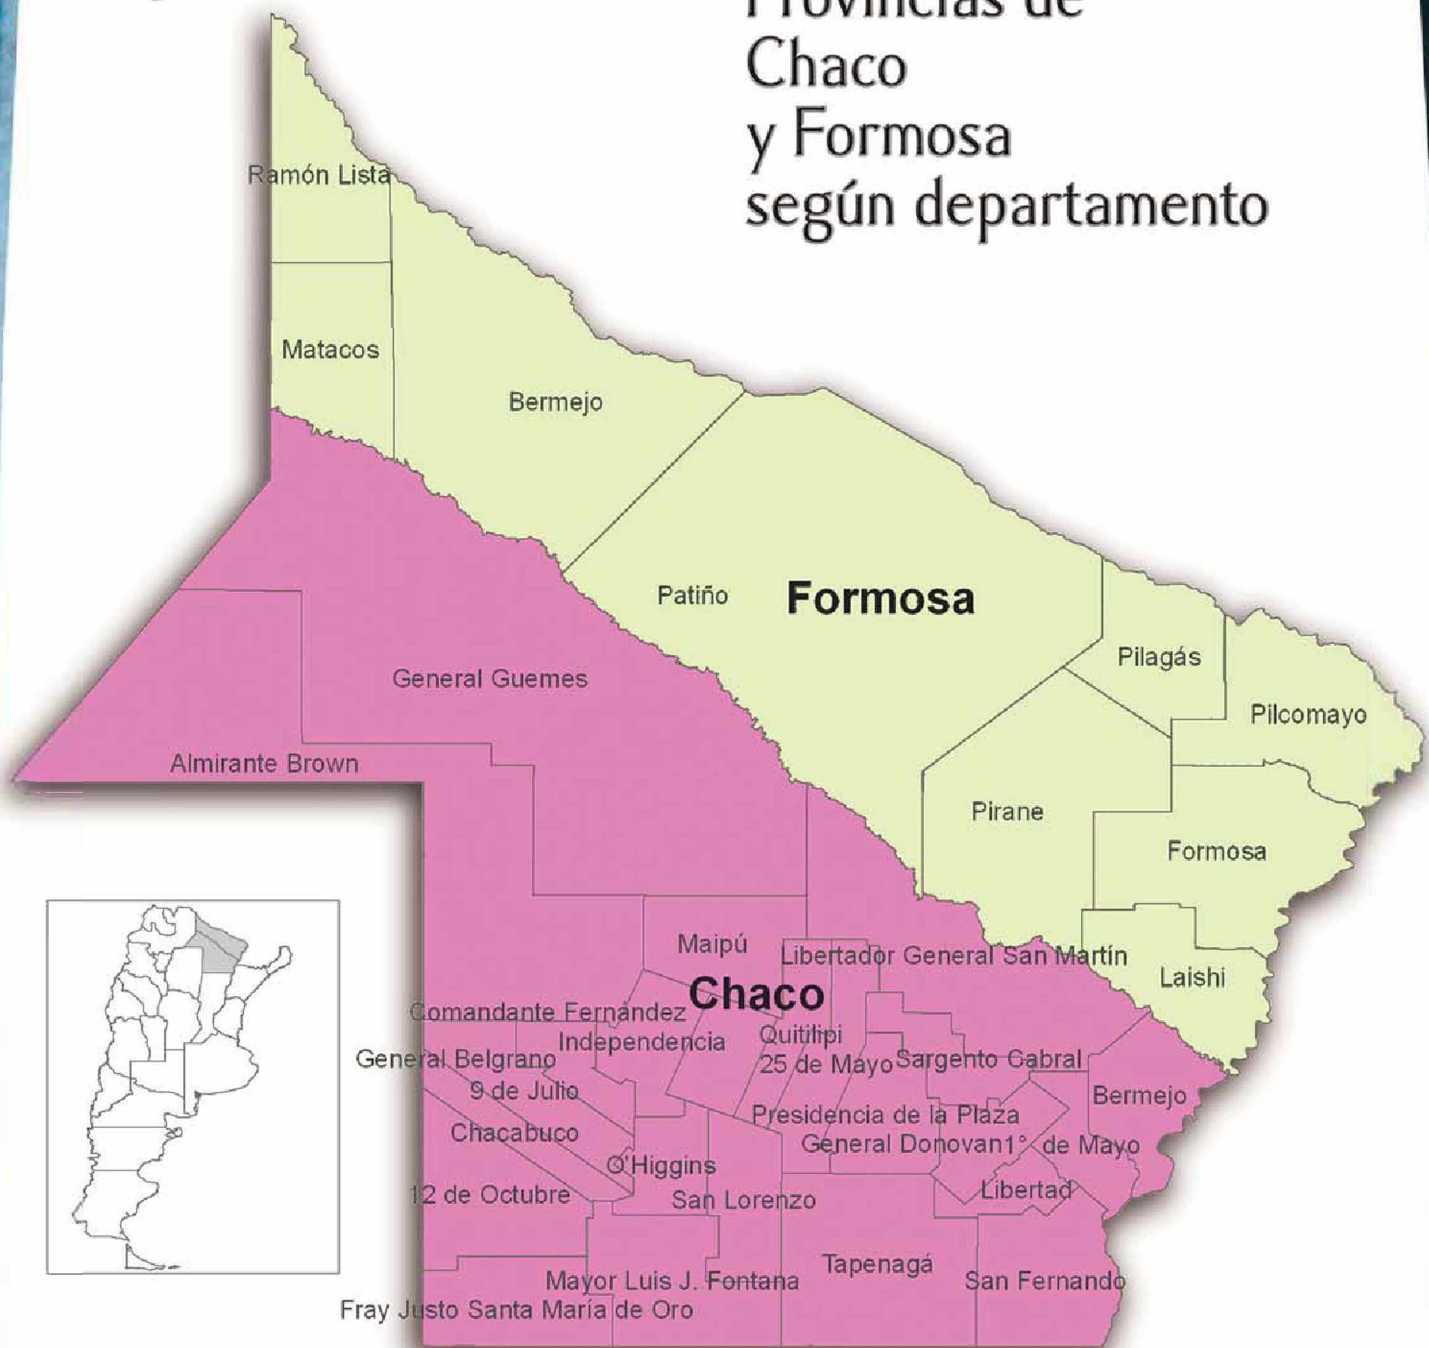 Provincias de
Chaco
y Formosa
según departamento
Ramón Lista
Matacos
Bermejo
Patiño
Formosa
Pilagás
General Guemes
Pilcomayo
Almirante Brown
Pirane
Formosa
Maipú
Libertador General San Martín
Laishi
Chaco
Comandante Fernández
Quitilipi
Independencia
General Belgrano
25 de Mayo
Sargento Cabral
9 de Julio
Bermejo
Presidencia de la Plaza
Chacabuco
General Donovan
1° de Mayo
O'Higgins
12 de Octubre
San Lorenzo
Libertad
Tapenagá
Mayor Luis J. Fontana
San Fernando
Fray Justo Santa María de Oro